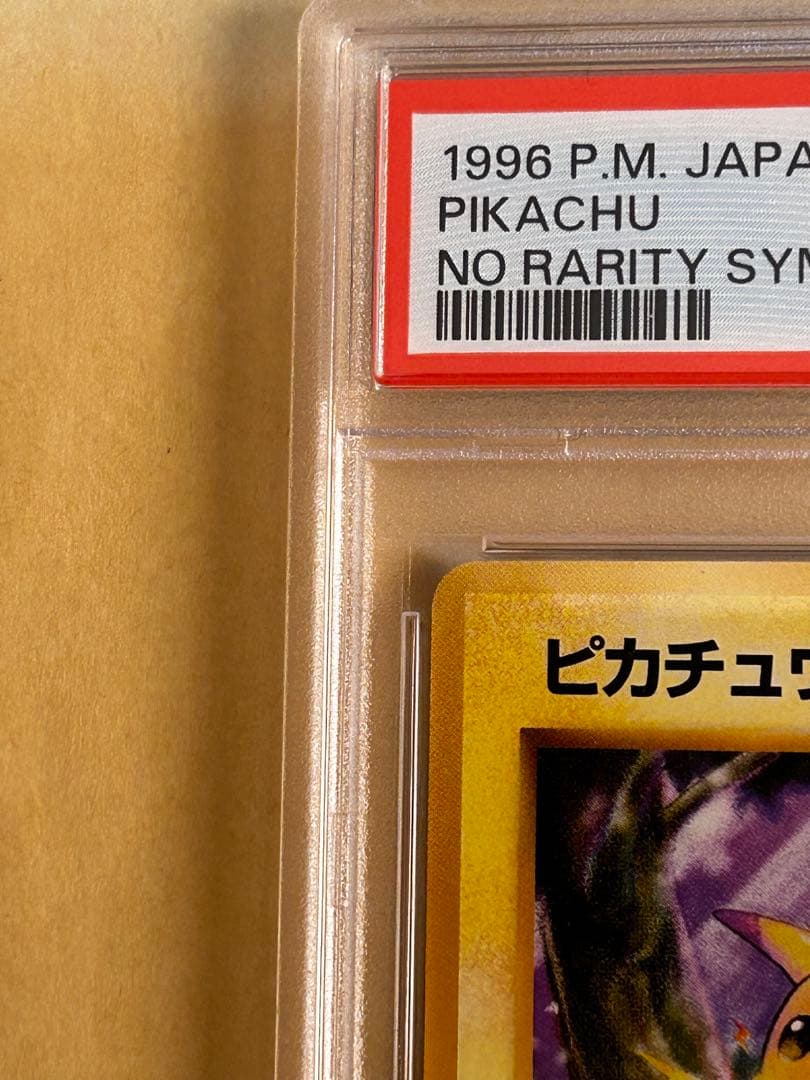 1996 P.M. JAPA
PIKACHU
NO RARITY SYM
ピカチュウ